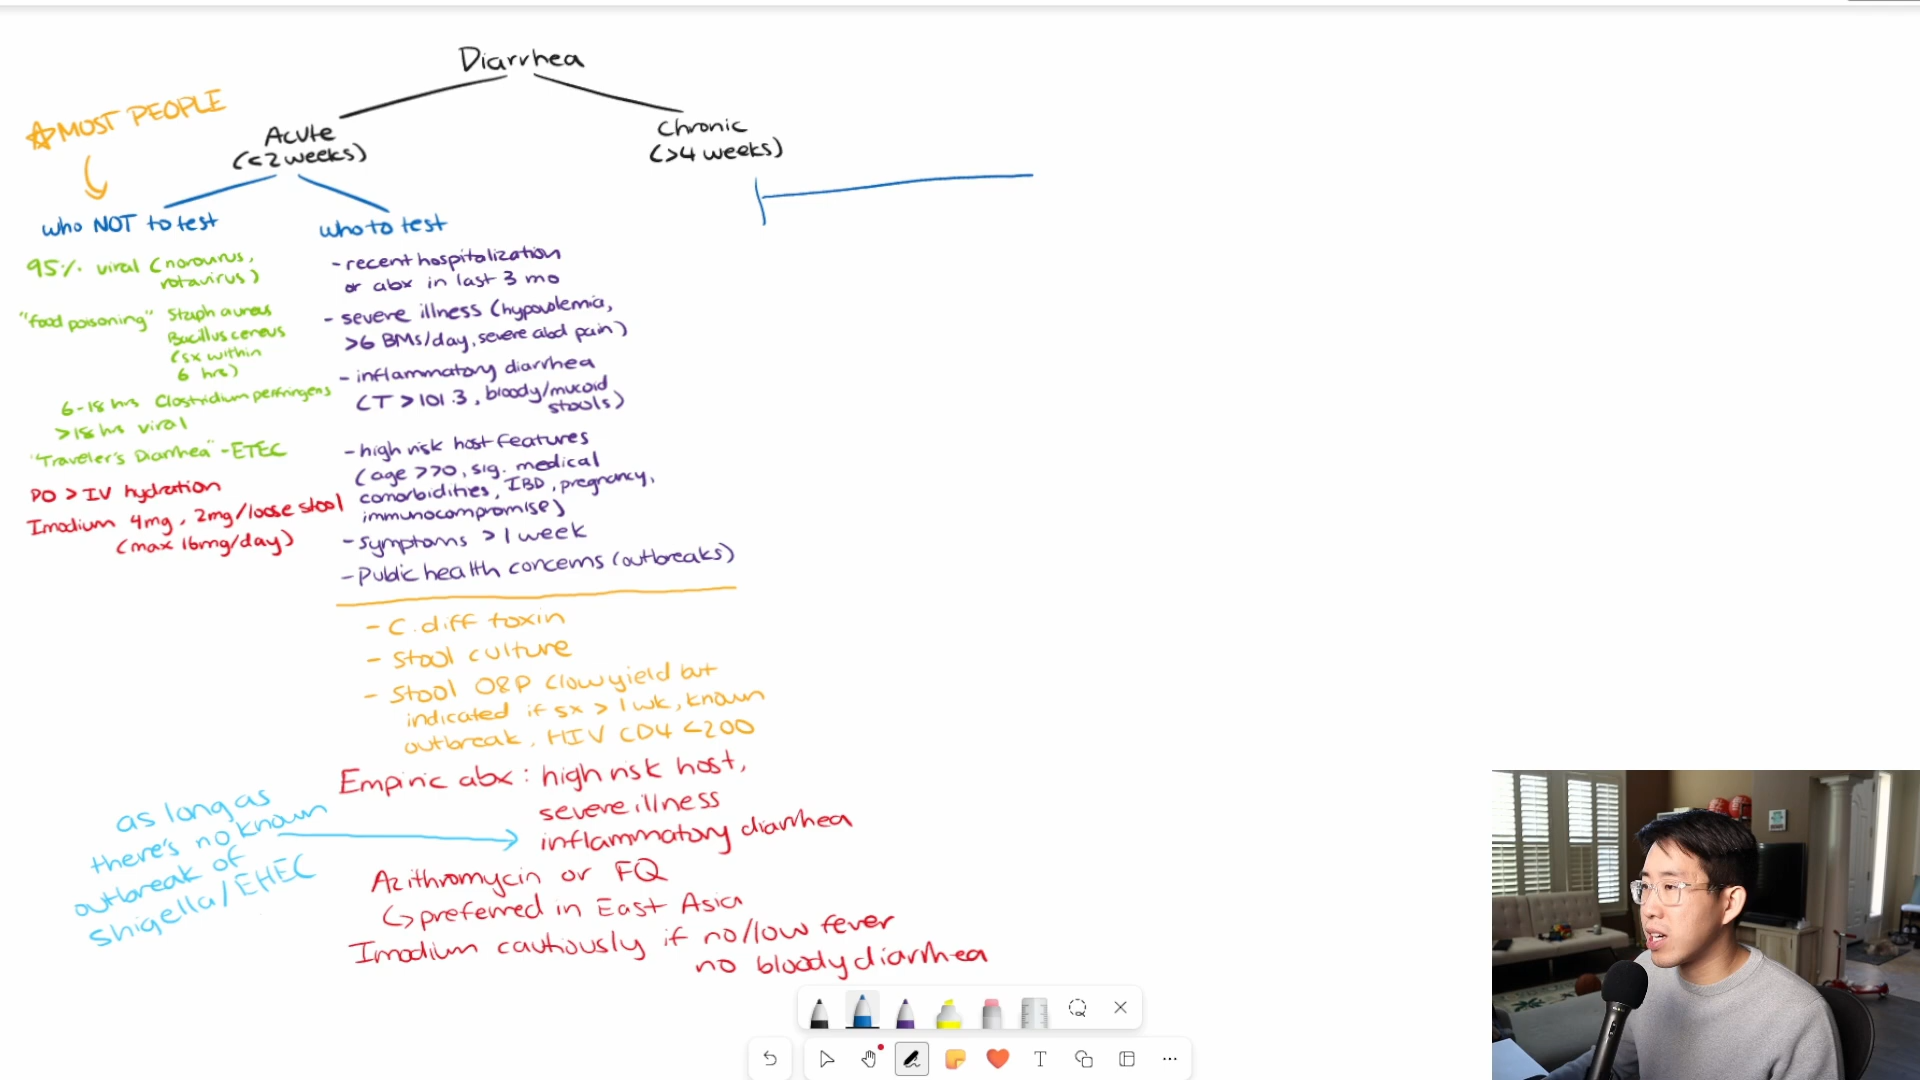 Diarrhea
☆ MOST PEOPLE
Acute
(<2 weeks)
Chronic
(>4 weeks)
who NOT to test
95% viral (norovirus,
rotavirus)
"food poisoning" Staph aureus
Bacillus cereus
(sx within
6 hrs)
6-18 hrs Clostridium perfringens
>18 hrs viral
"Traveler's Diarrhea" - ETEC
PO > IV hydration
Imodium 4mg, 2mg/loose stool
(max 16mg/day)
who to test
- recent hospitalization
or abx in last 3 mo
- severe illness (hypovolemia,
>6 BMs/day, severe abd pain)
- inflammatory diarrhea
(T >101.3, bloody/mucoid
stools)
- high risk host features
(age >70, sig. medical
comorbidities, IBD, pregnancy,
immunocompromise)
- Symptoms >1 week
- Public health concerns (outbreaks)
- C. diff toxin
- Stool culture
- Stool O&P (low yield but
indicated if sx > 1 wk, known
outbreak, HIV CD4 <200
Empiric abx: high risk host,
severe illness
inflammatory diarrhea
as long as
there's no known
outbreak of
shigella/EHEC
Azithromycin or FQ
↳ preferred in East Asia
Imodium cautiously if no/low fever
no bloody diarrhea
T